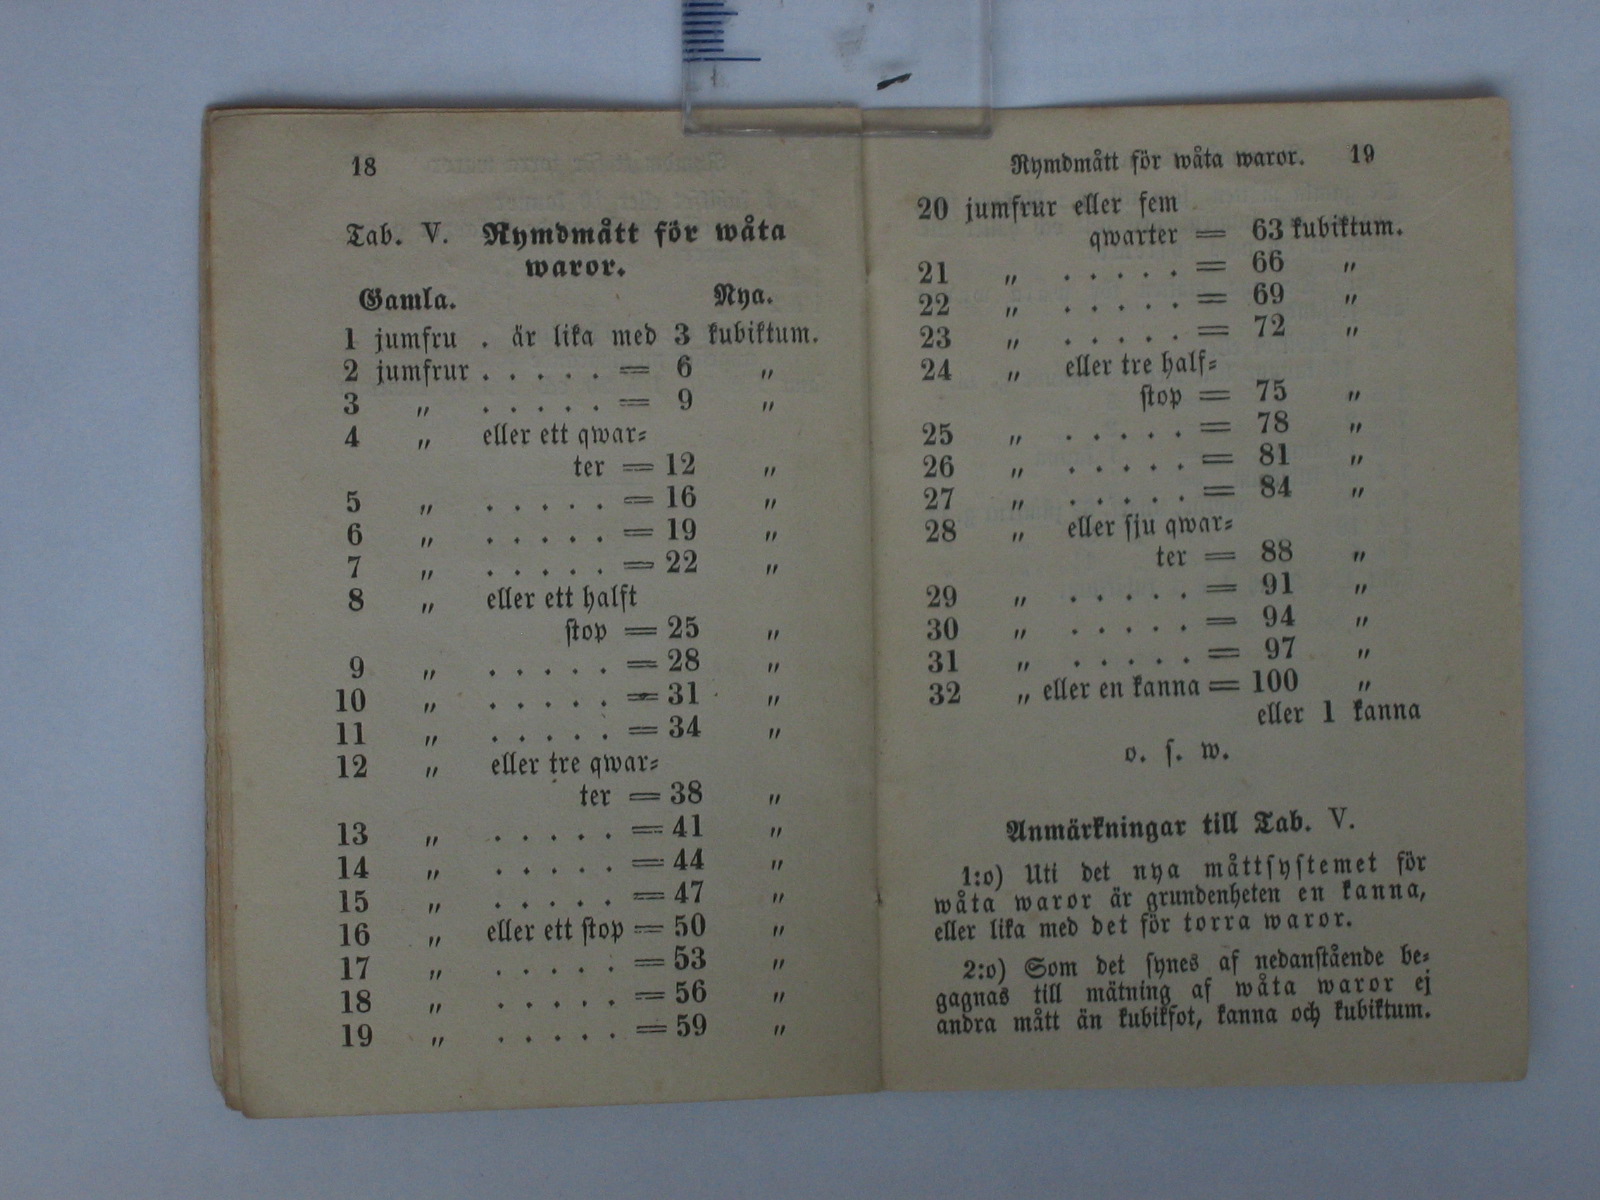 18
Tab. V. Rymdmått för wåta
waror.
Gamla. Nya.
1 jumfru . är lika med 3 kubiktum.
2 jumfrur . . . . . = 6 „
3 „ . . . . . = 9 „
4 „ eller ett qwar-
ter = 12 „
5 „ . . . . . = 16 „
6 „ . . . . . = 19 „
7 „ . . . . . = 22 „
8 „ eller ett halft
stop = 25 „
9 „ . . . . . = 28 „
10 „ . . . . . = 31 „
11 „ . . . . . = 34 „
12 „ eller tre qwar-
ter = 38 „
13 „ . . . . . = 41 „
14 „ . . . . . = 44 „
15 „ . . . . . = 47 „
16 „ eller ett stop = 50 „
17 „ . . . . . = 53 „
18 „ . . . . . = 56 „
19 „ . . . . . = 59 „
Rymdmått för wåta waror. 19
20 jumfrur eller fem
qwarter = 63 kubiktum.
21 „ . . . . . = 66 „
22 „ . . . . . = 69 „
23 „ . . . . . = 72 „
24 „ eller tre half-
stop = 75 „
25 „ . . . . . = 78 „
26 „ . . . . . = 81 „
27 „ . . . . . = 84 „
28 „ eller sju qwar-
ter = 88 „
29 „ . . . . . = 91 „
30 „ . . . . . = 94 „
31 „ . . . . . = 97 „
32 „ eller en kanna = 100 „
eller 1 kanna
o. s. w.
Anmärkningar till Tab. V.
1:o) Uti det nya måttsystemet för
wåta waror är grundenheten en kanna,
eller lika med det för torra waror.
2:o) Som det synes af nedanstående be-
gagnas till mätning af wåta waror ej
andra mått än kubikfot, kanna och kubiktum.